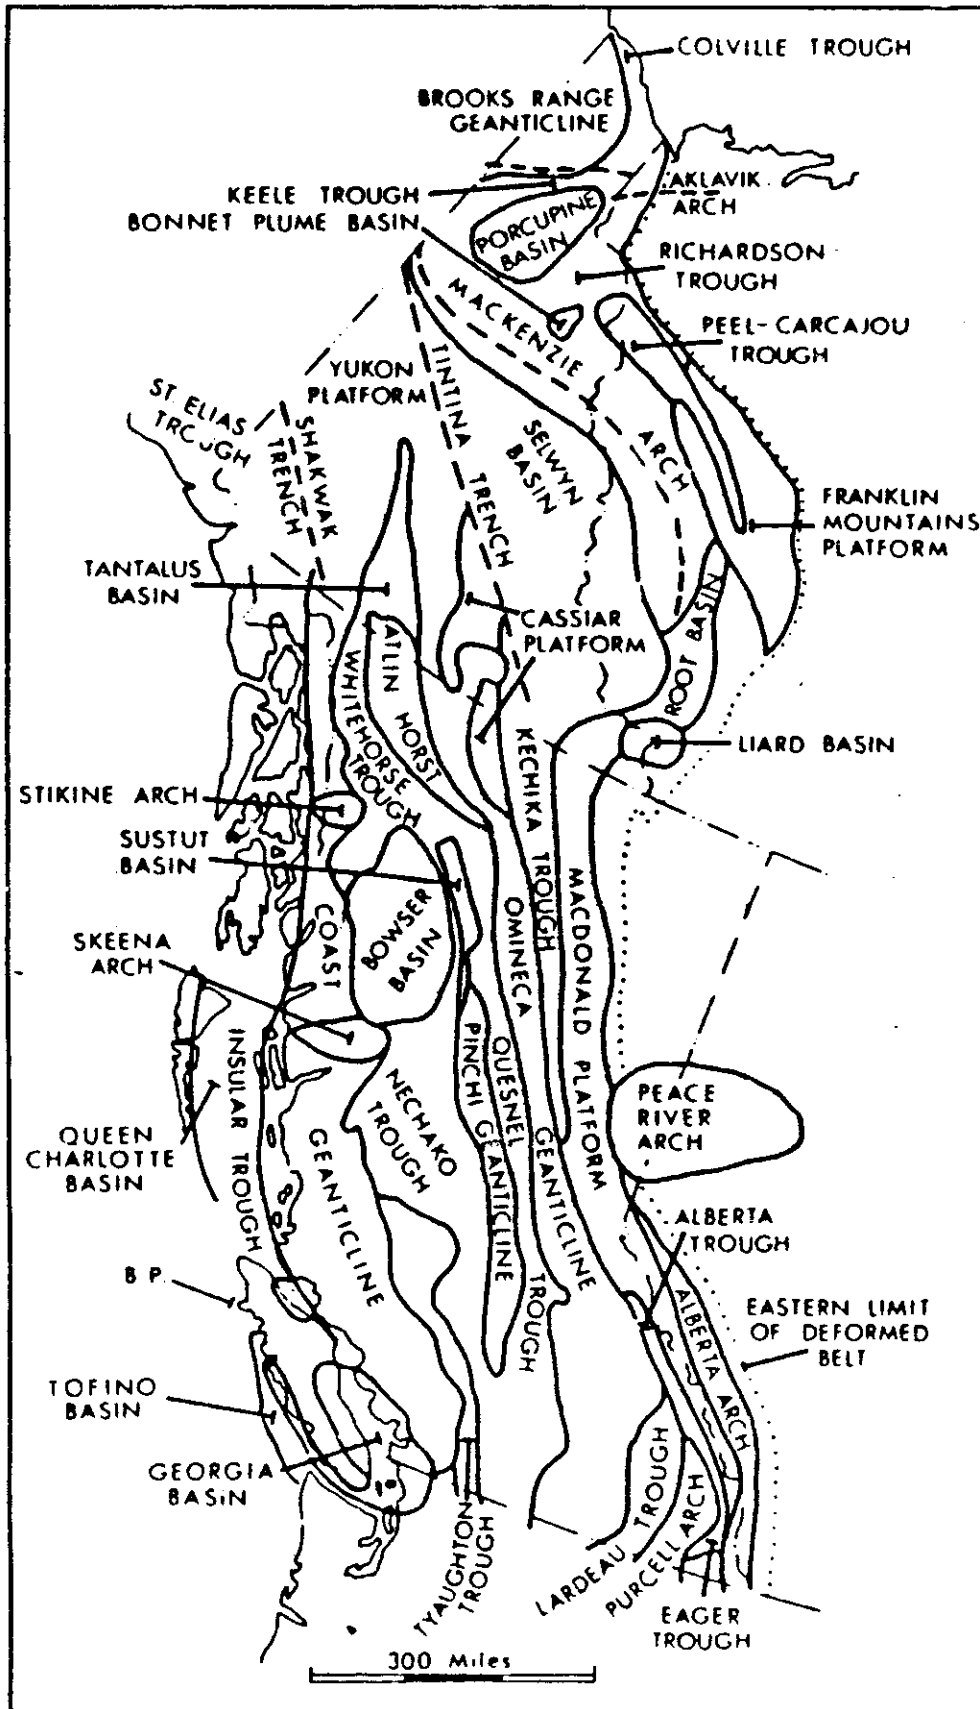 COLVILLE TROUGH
BROOKS RANGE
GEANTICLINE
KEELE TROUGH
BONNET PLUME BASIN
AKLAVIK
ARCH
PORCUPINE
BASIN
RICHARDSON
TROUGH
MACKENZIE
ARCH
PEEL-CARCAJOU
TROUGH
YUKON
PLATFORM
TINTINA TRENCH
ST. ELIAS
TROUGH
SHAKWAK
TRENCH
SELWYN
BASIN
FRANKLIN
MOUNTAINS
PLATFORM
TANTALUS
BASIN
CASSIAR
PLATFORM
ROOT BASIN
ATLIN HORST
WHITEHORSE
TROUGH
LIARD BASIN
STIKINE ARCH
KECHIKA TROUGH
SUSTUT
BASIN
MACDONALD PLATFORM
BOWSER
BASIN
OMINECA
GEANTICLINE
COAST
GEANTICLINE
SKEENA
ARCH
INSULAR TROUGH
PINCHI GEANTICLINE
QUESNEL
TROUGH
NECHAKO
TROUGH
PEACE
RIVER
ARCH
QUEEN
CHARLOTTE
BASIN
ALBERTA
TROUGH
B.P.
ALBERTA ARCH
EASTERN LIMIT
OF DEFORMED
BELT
TOFINO
BASIN
GEORGIA
BASIN
TYAUGHTON
TROUGH
LARDEAU TROUGH
PURCELL ARCH
EAGER
TROUGH
300 Miles